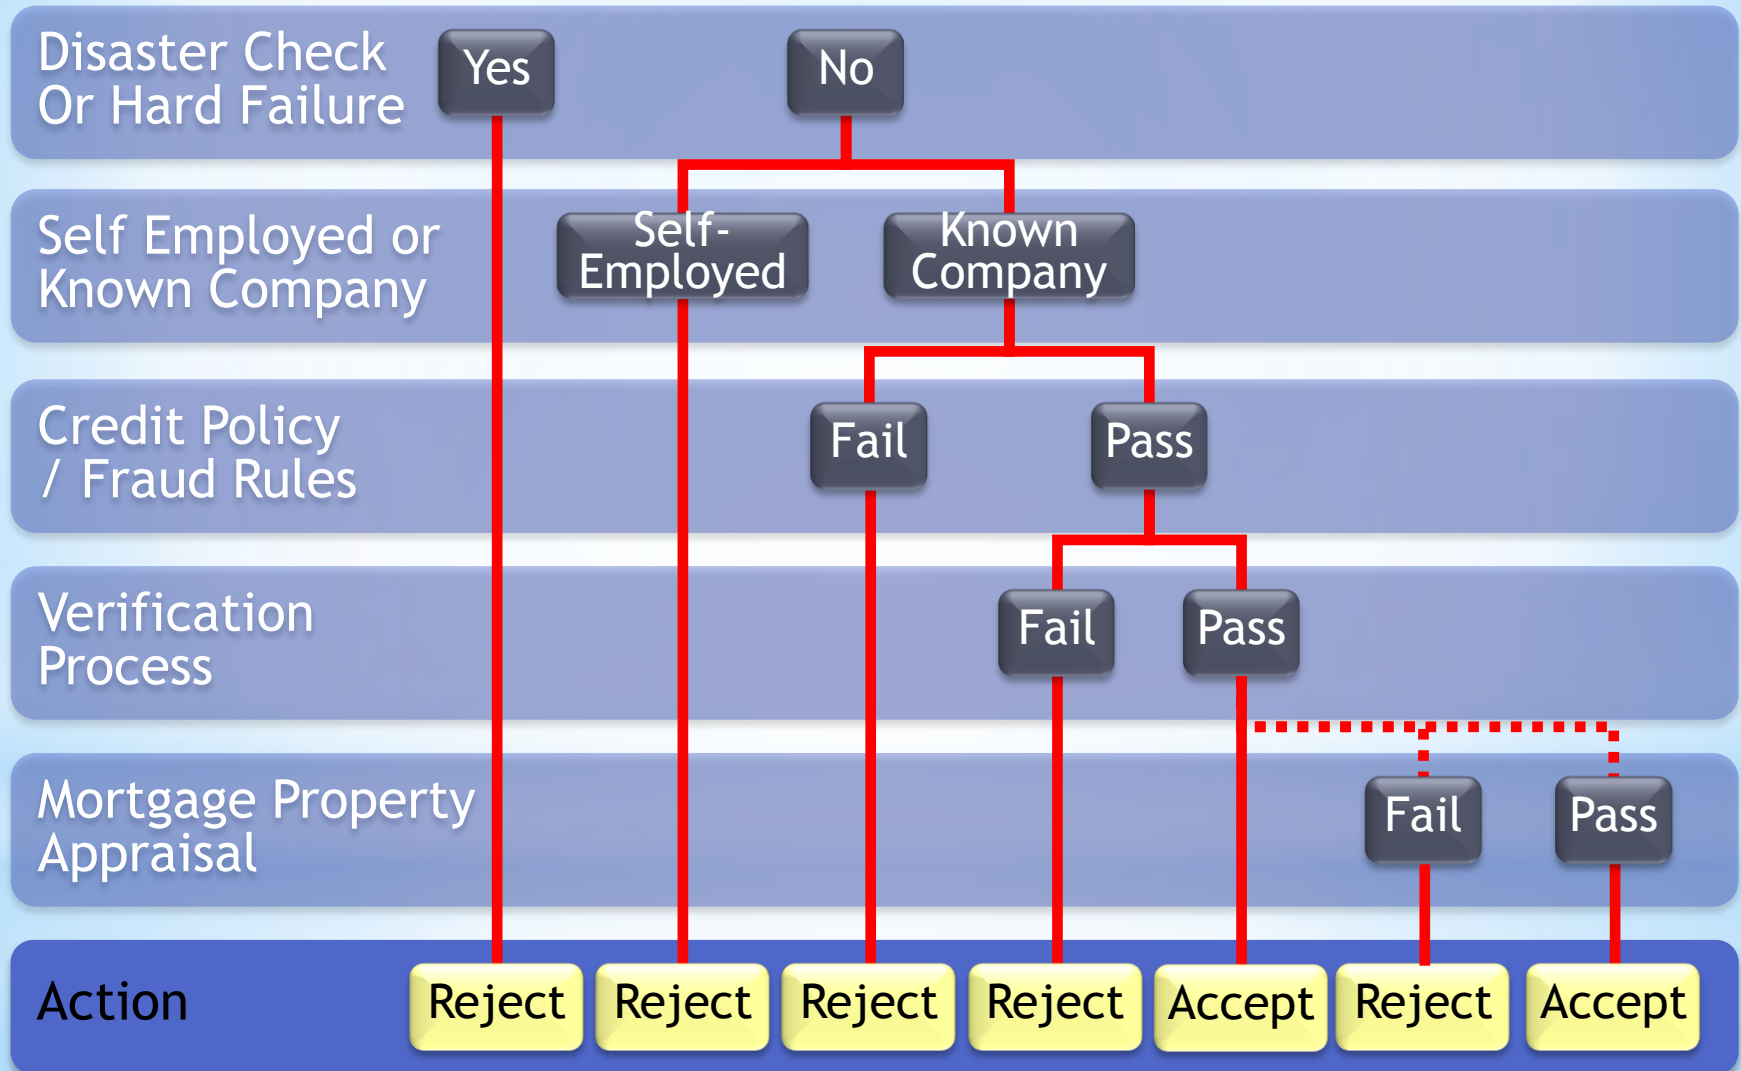 Disaster Check
Or Hard Failure
Yes
No
Self Employed or
Known Company
Self-
Employed
Known
Company
Credit Policy
/ Fraud Rules
Fail
Pass
Verification
Process
Fail
Pass
Mortgage Property
Appraisal
Fail
Pass
Action
Reject
Reject
Reject
Reject
Accept
Reject
Accept